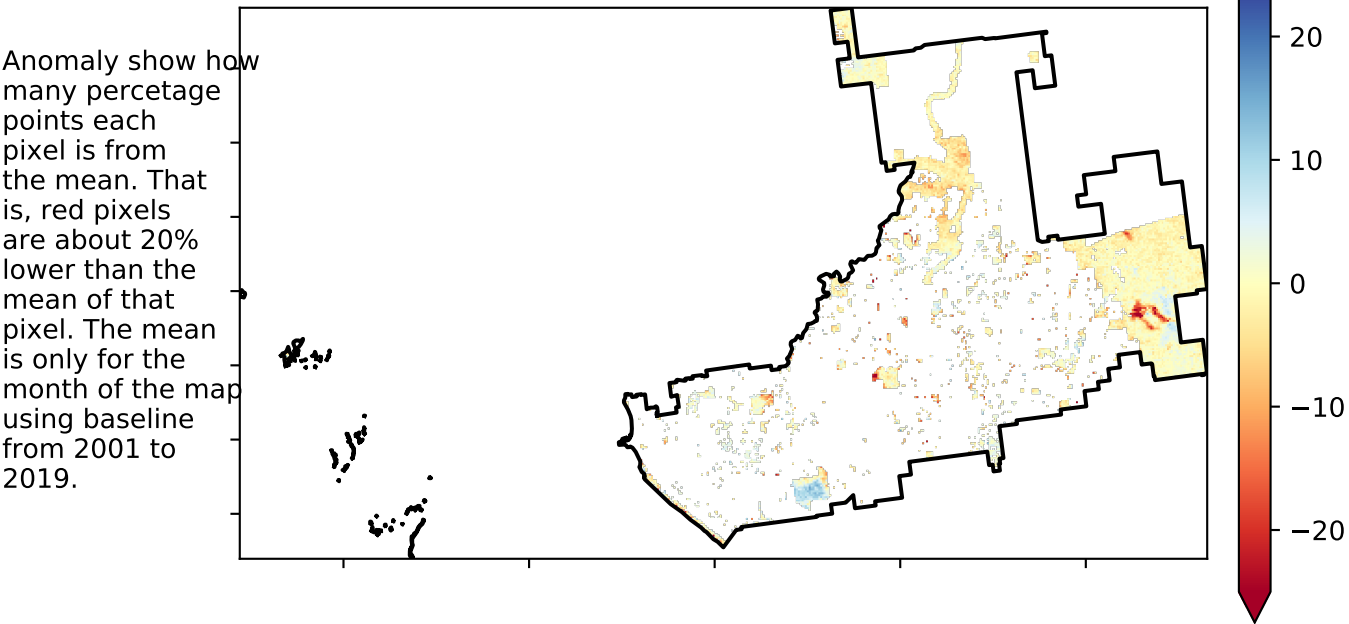 Anomaly show how
many percetage
points each
pixel is from
the mean. That
is, red pixels
are about 20%
lower than the
mean of that
pixel. The mean
is only for the
month of the map
using baseline
from 2001 to
2019.
20
10
0
−10
−20